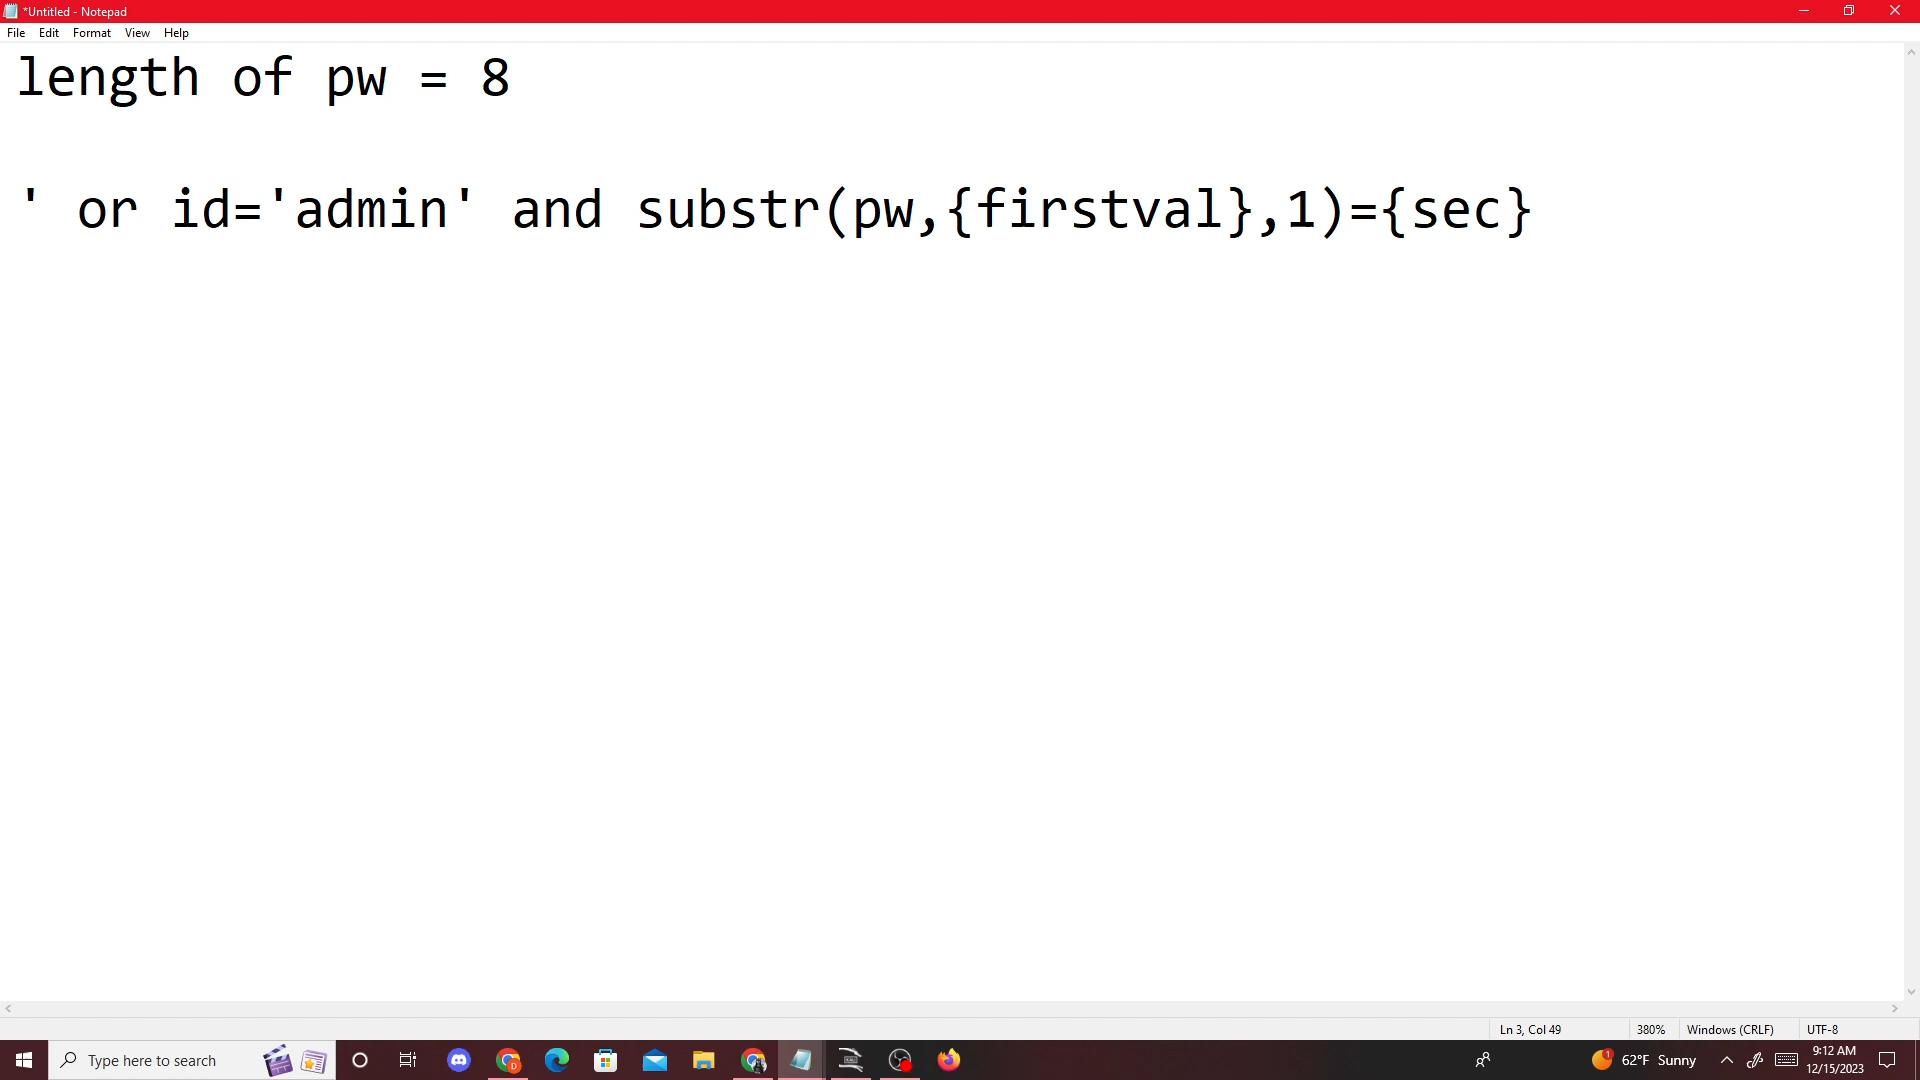 *Untitled - Notepad
File Edit Format View Help
length of pw = 8
' or id='admin' and substr(pw,{firstval},1)={sec}
Ln 3, Col 49 380% Windows (CRLF) UTF-8
Type here to search D 1 62°F Sunny 9:12 AM
12/15/2023